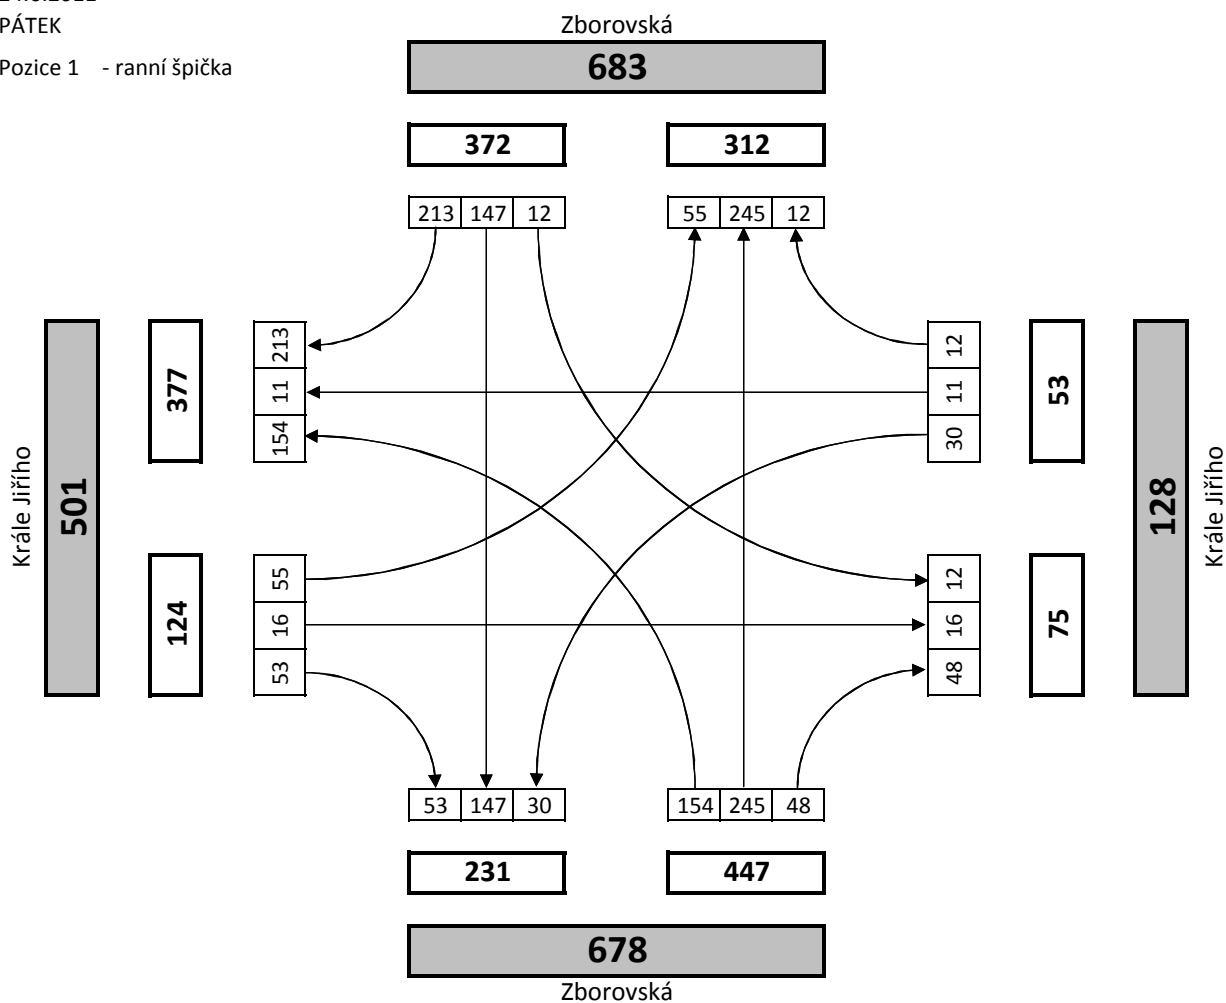 PÁTEK
Pozice 1 - ranní špička
Zborovská
683
372 312
213 147 12 55 245 12
213 12
11 11
154 30
377 53
Krále Jiřího
501
128
Krále Jiřího
55 12
16 16
53 48
124 75
53 147 30 154 245 48
231 447
678
Zborovská